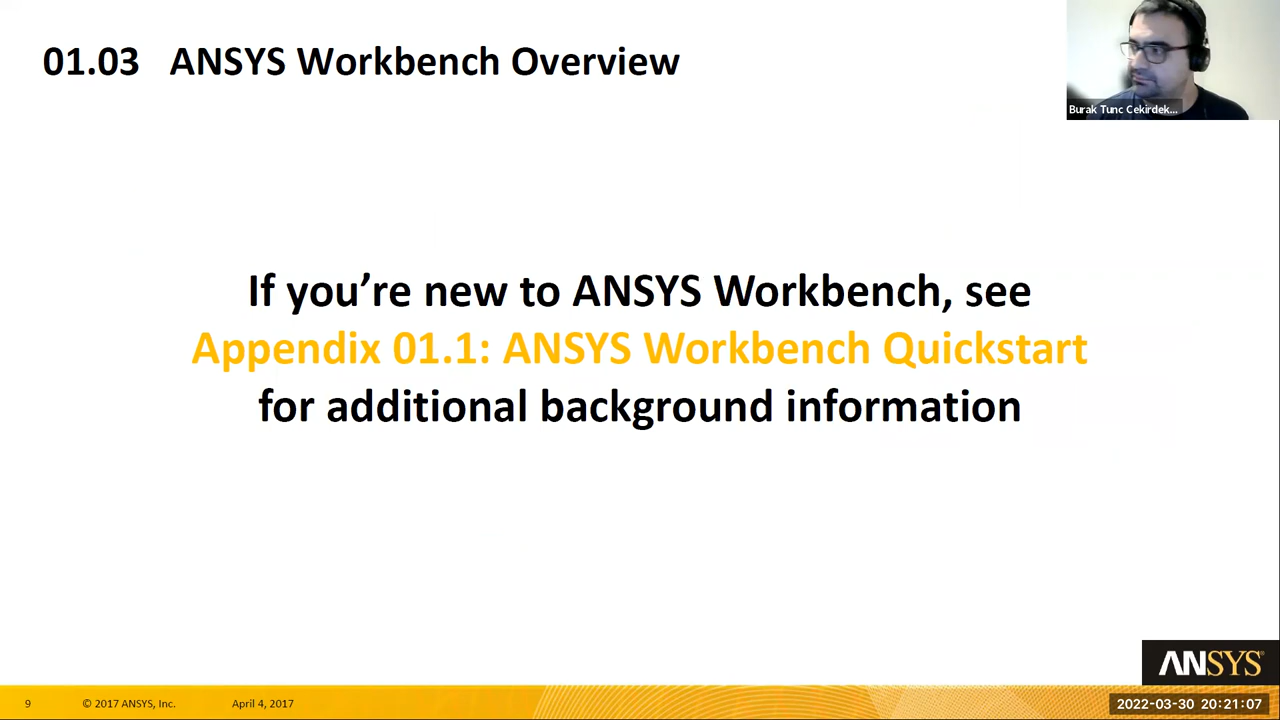 01.03 ANSYS Workbench Overview
Burak Tunc Cekirdek...
If you’re new to ANSYS Workbench, see
Appendix 01.1: ANSYS Workbench Quickstart
for additional background information
ANSYS®
9 © 2017 ANSYS, Inc. April 4, 2017
2022-03-30 20:21:07